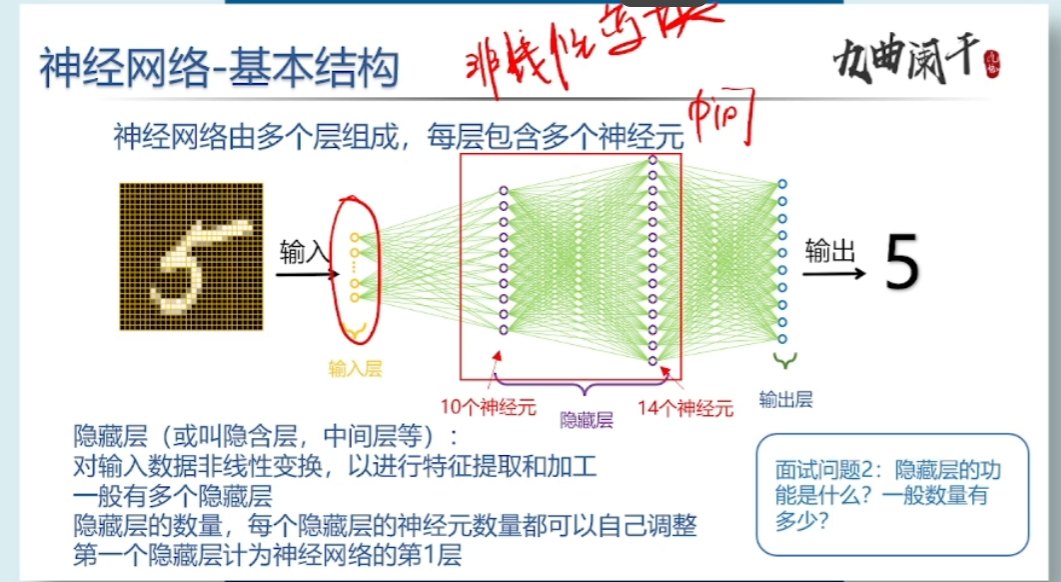 非线性变换
神经网络-基本结构
九曲阑干
中间
神经网络由多个层组成，每层包含多个神经元
输入
输出
5
输入层
10个神经元
隐藏层
14个神经元
输出层
隐藏层（或叫隐含层，中间层等）：
对输入数据非线性变换，以进行特征提取和加工
一般有多个隐藏层
隐藏层的数量，每个隐藏层的神经元数量都可以自己调整
第一个隐藏层计为神经网络的第1层
面试问题2：隐藏层的功
能是什么？一般数量有
多少？